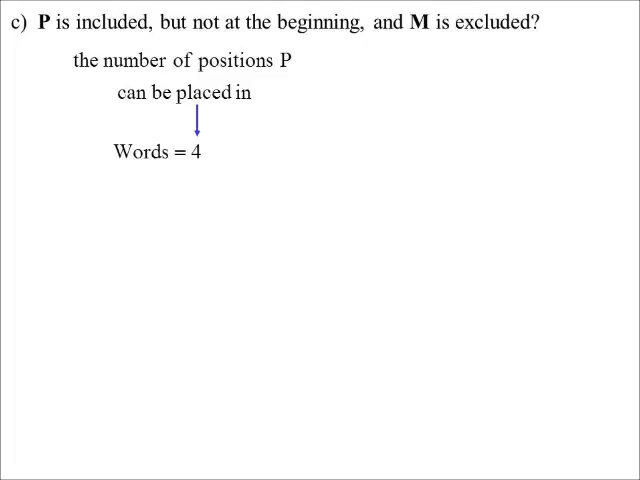 c) P is included, but not at the beginning, and M is excluded?
the number of positions P
can be placed in
Words = 4